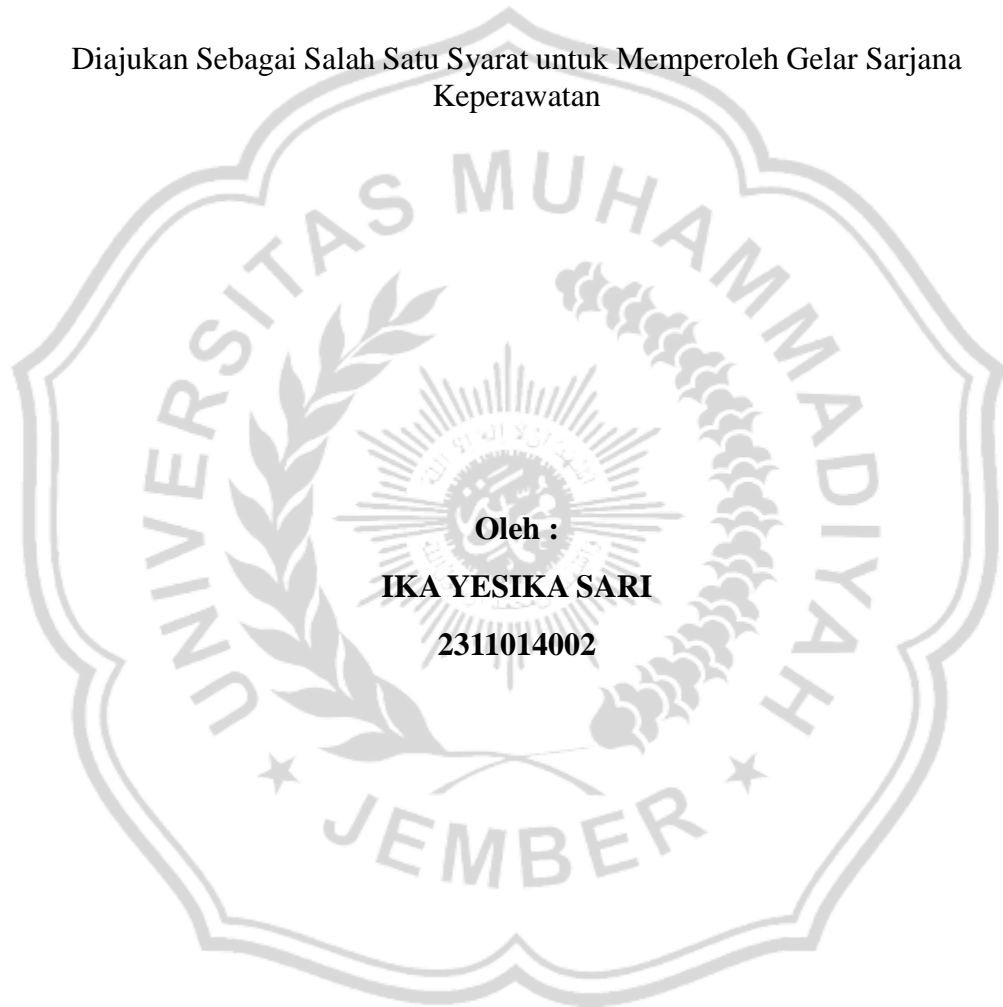 Diajukan Sebagai Salah Satu Syarat untuk Memperoleh Gelar Sarjana
Keperawatan
UNIVERSITAS MUHAMMADIYAH
Oleh :
IKA YESIKA SARI
2311014002
JEMBER